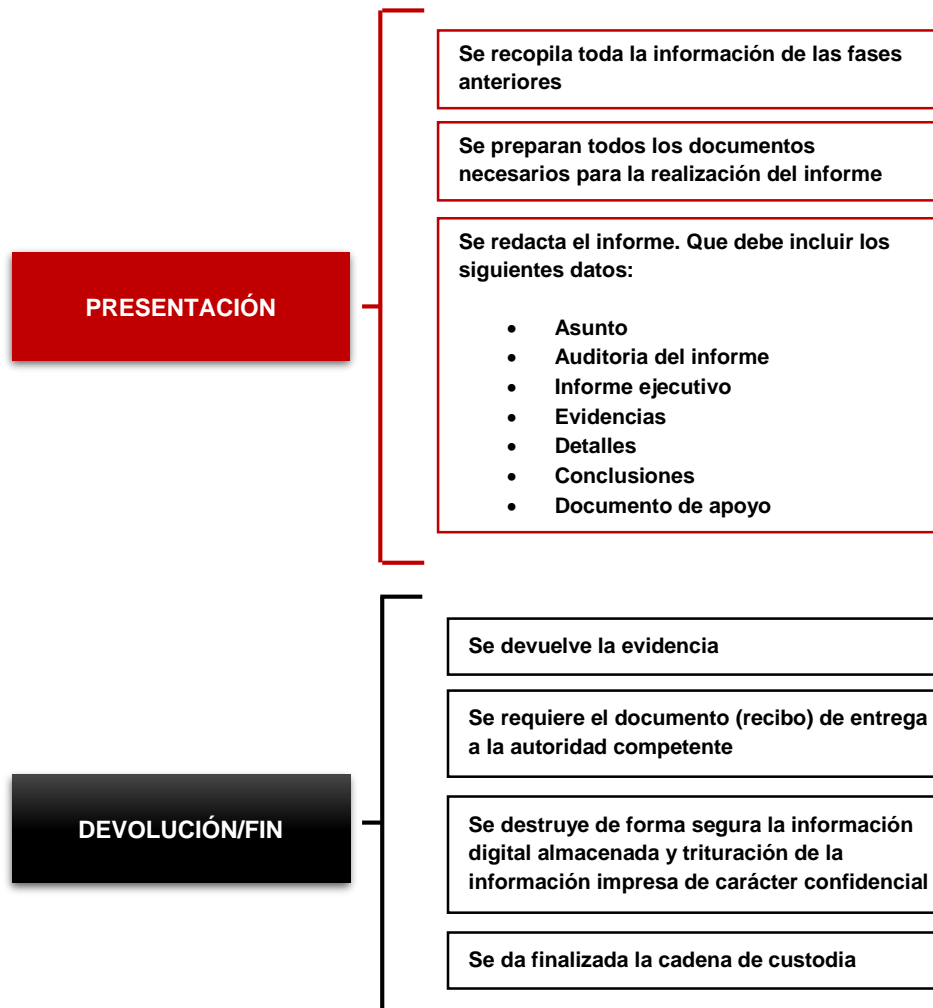 Se recopila toda la información de las fases
anteriores
Se preparan todos los documentos
necesarios para la realización del informe
PRESENTACIÓN
Se redacta el informe. Que debe incluir los
siguientes datos:
• Asunto
• Auditoria del informe
• Informe ejecutivo
• Evidencias
• Detalles
• Conclusiones
• Documento de apoyo
DEVOLUCIÓN/FIN
Se devuelve la evidencia
Se requiere el documento (recibo) de entrega
a la autoridad competente
Se destruye de forma segura la información
digital almacenada y trituración de la
información impresa de carácter confidencial
Se da finalizada la cadena de custodia